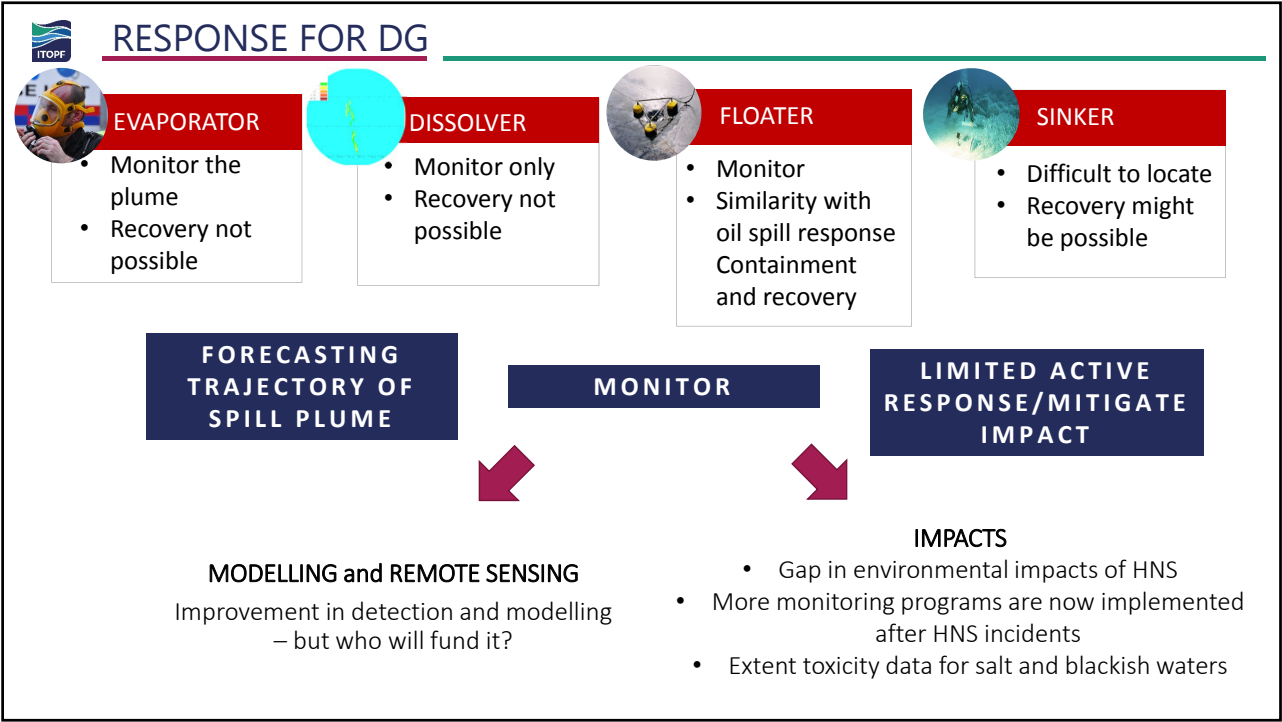 ITOPF
RESPONSE FOR DG
EVAPORATOR
• Monitor the
plume
• Recovery not
possible
DISSOLVER
• Monitor only
• Recovery not
possible
FLOATER
• Monitor
• Similarity with
oil spill response
Containment
and recovery
SINKER
• Difficult to locate
• Recovery might
be possible
FORECASTING
TRAJECTORY OF
SPILL PLUME
MONITOR
LIMITED ACTIVE
RESPONSE/MITIGATE
IMPACT
MODELLING and REMOTE SENSING
Improvement in detection and modelling
– but who will fund it?
IMPACTS
• Gap in environmental impacts of HNS
• More monitoring programs are now implemented
after HNS incidents
• Extent toxicity data for salt and blackish waters